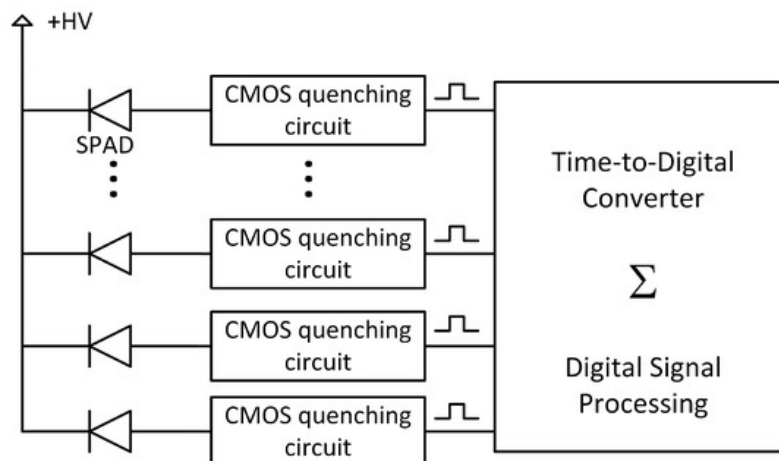 +HV
CMOS quenching
circuit
SPAD
Time-to-Digital
Converter
CMOS quenching
circuit
Σ
CMOS quenching
circuit
Digital Signal
Processing
CMOS quenching
circuit